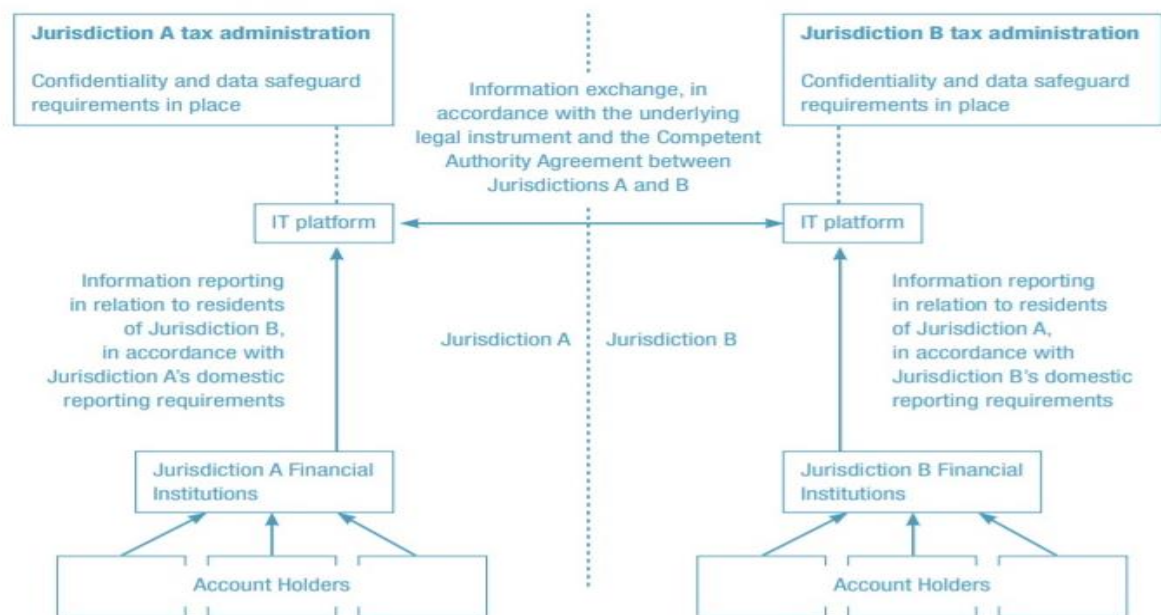 Jurisdiction A tax administration
Confidentiality and data safeguard
requirements in place
Information exchange, in
accordance with the underlying
legal instrument and the Competent
Authority Agreement between
Jurisdictions A and B
Jurisdiction B tax administration
Confidentiality and data safeguard
requirements in place
IT platform
IT platform
Information reporting
in relation to residents
of Jurisdiction B,
in accordance with
Jurisdiction A's domestic
reporting requirements
Jurisdiction A
Jurisdiction B
Information reporting
in relation to residents
of Jurisdiction A,
in accordance with
Jurisdiction B's domestic
reporting requirements
Jurisdiction A Financial
Institutions
Jurisdiction B Financial
Institutions
Account Holders
Account Holders